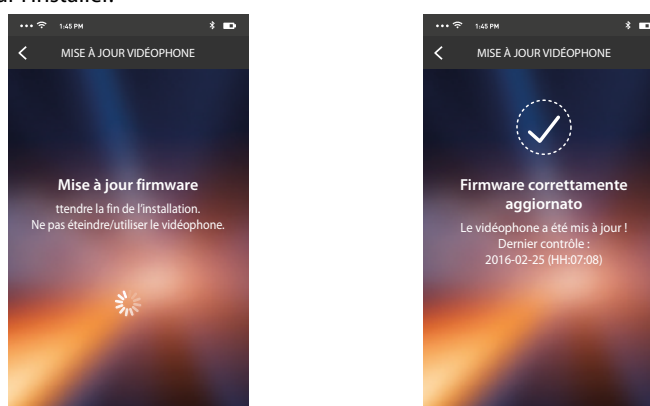 l'installer.
1:45 PM
MISE À JOUR VIDÉOPHONE
Mise à jour firmware
ttendre la fin de l'installation.
Ne pas éteindre/utiliser le vidéophone.
1:45 PM
MISE À JOUR VIDÉOPHONE
Firmware correttamente
aggiornato
Le vidéophone a été mis à jour !
Dernier contrôle :
2016-02-25 (HH:07:08)